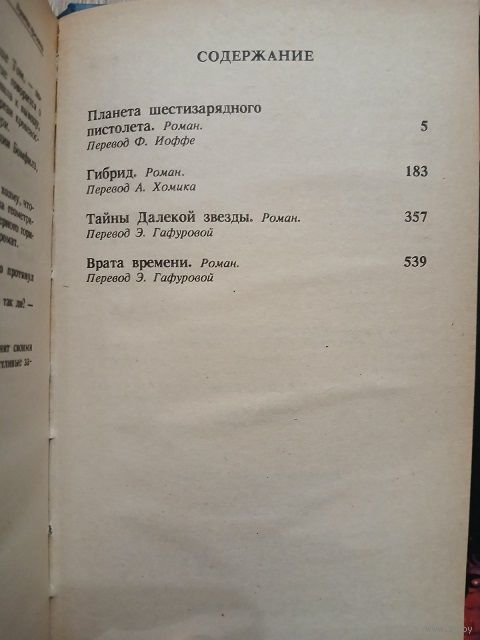 СОДЕРЖАНИЕ
Планета шестизарядного
пистолета. Роман. 5
Перевод Ф. Иоффе
Гибрид. Роман. 183
Перевод А. Хомика
Тайны Далекой звезды. Роман. 357
Перевод Э. Гафуровой
Врата времени. Роман. 539
Перевод Э. Гафуровой